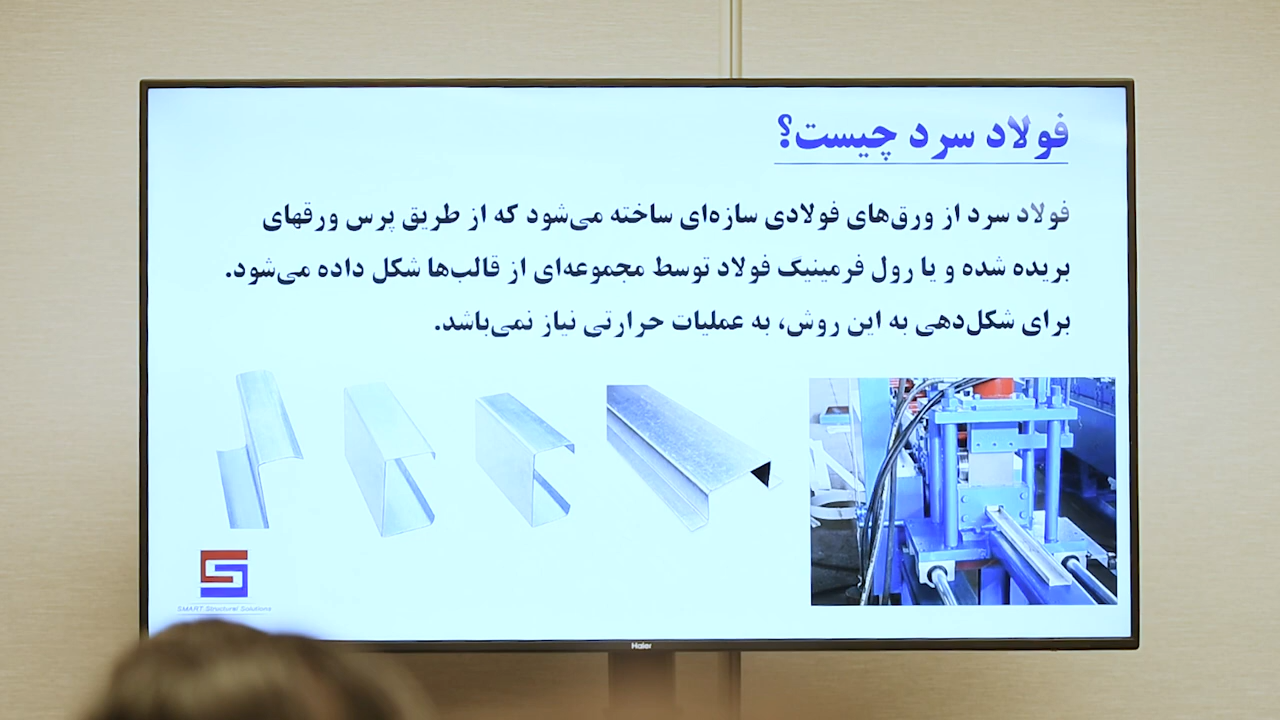 فولاد سرد چیست؟
فولاد سرد از ورق‌های فولادی سازه‌ای ساخته می‌شود که از طریق پرس ورقهای
بریده شده و یا رول فرمینیک فولاد توسط مجموعه‌ای از قالب‌ها شکل داده می‌شود.
برای شکل‌دهی به این روش، به عملیات حرارتی نیاز نمی‌باشد.
SMART Structural Solutions
Haier